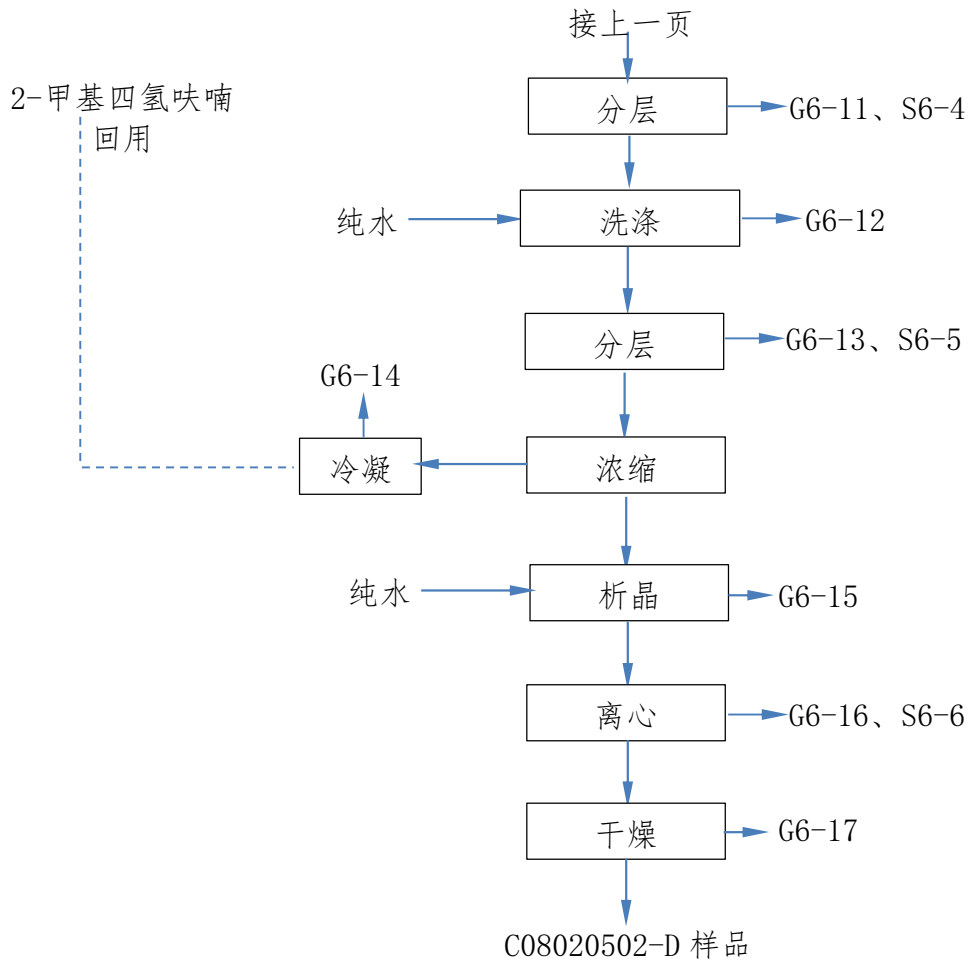 接上一页
2-甲基四氢呋喃
回用
分层
G6-11、S6-4
纯水
洗涤
G6-12
分层
G6-13、S6-5
G6-14
冷凝
浓缩
纯水
析晶
G6-15
离心
G6-16、S6-6
干燥
G6-17
C08020502-D 样品